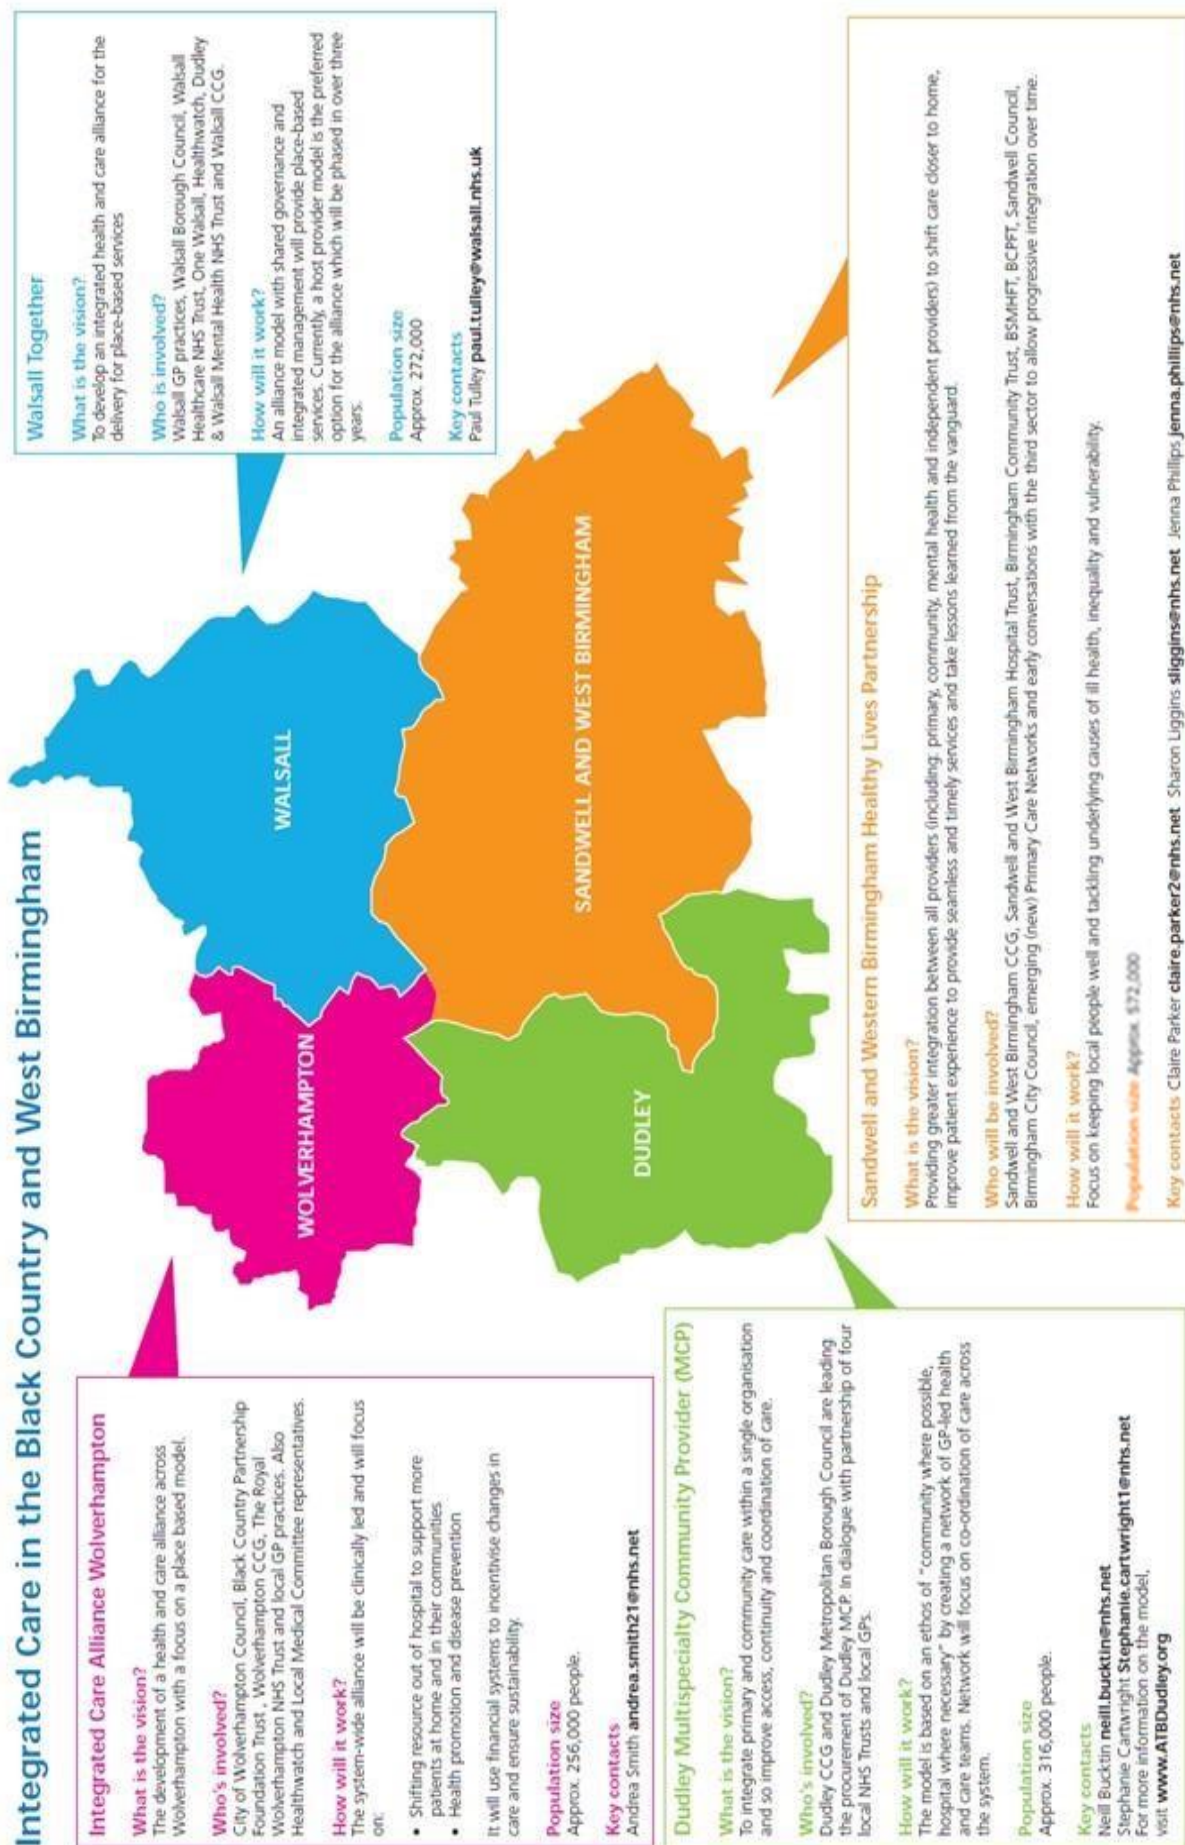 Integrated Care in the Black Country and West Birmingham
Integrated Care Alliance Wolverhampton
What is the vision?
The development of a health and care alliance across
Wolverhampton with a focus on a place based model.
Who's involved?
City of Wolverhampton Council, Black Country Partnership
Foundation Trust , Wolverhampton CCG, The Royal
Wolverhampton NHS Trust and local GP practices. Also
Healthwatch and Local Medical Committee representatives.
How will it work?
The system-wide alliance will be clinically led and will focus
on:
• Shifting resource out of hospital to support more
patients at home and in their communities
• Health promotion and disease prevention
It will use financial systems to incentivise changes in
care and ensure sustainability.
Population size
Approx. 256,000 people.
Key contacts
Andrea Smith andrea.smith21@nhs.net
Walsall Together
What is the vision?
To develop an integrated health and care alliance for the
delivery for place-based services
Who is involved?
Walsall GP practices, Walsall Borough Council, Walsall
Healthcare NHS Trust, One Walsall, Healthwatch, Dudley
& Walsall Mental Health NHS Trust and Walsall CCG.
How will it work?
An alliance model with shared governance and
integrated management will provide place-based
services. Currently, a host provider model is the preferred
option for the alliance which will be phased in over three
years.
Population size
Approx. 272,000
Key contacts
Paul Tulley paul.tulley@walsall.nhs.uk
WALSALL
WOLVERHAMPTON
SANDWELL AND WEST BIRMINGHAM
DUDLEY
Dudley Multispecialty Community Provider (MCP)
What is the vision?
To integrate primary and community care within a single organisation
and so improve access, continuity and coordination of care.
Who's involved?
Dudley CCG and Dudley Metropolitan Borough Council are leading
the procurement of Dudley MCP. In dialogue with partnership of four
local NHS Trusts and local GPs.
How will it work?
The model is based on an ethos of "community where possible,
hospital where necessary" by creating a network of GP-led health
and care teams. Network will focus on co-ordination of care across
the system.
Population size
Approx. 316,000 people.
Key contacts
Neill Bucktin neill.bucktin@nhs.net
Stephanie Cartwright Stephanie.cartwright1@nhs.net
For more information on the model,
visit www.ATBDudley.org
Sandwell and Western Birmingham Healthy Lives Partnership
What is the vision?
Providing greater integration between all providers (including: primary, community, mental health and independent providers) to shift care closer to home,
improve patient experience to provide seamless and timely services and take lessons learned from the vanguard.
Who will be involved?
Sandwell and West Birmingham CCG, Sandwell and West Birmingham Hospital Trust, Birmingham Community Trust, BSMHFT, BCPFT, Sandwell Council,
Birmingham City Council, emerging (new) Primary Care Networks and early conversations with the third sector to allow progressive integration over time.
How will it work?
Focus on keeping local people well and tackling underlying causes of ill health, inequality and vulnerability.
Population size Approx. 572,000
Key contacts Claire Parker claire.parker2@nhs.net Sharon Liggins sliggins@nhs.net Jenna Phillips jenna.phillips@nhs.net